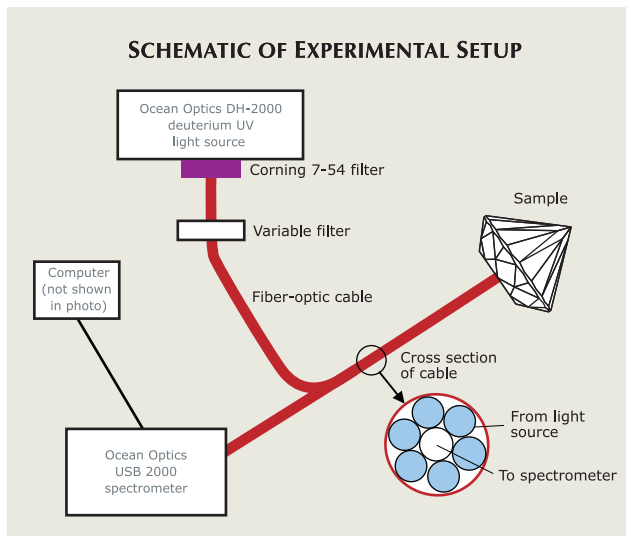 SCHEMATIC OF EXPERIMENTAL SETUP
Ocean Optics DH-2000
deuterium UV
light source
Corning 7-54 filter
Sample
Variable filter
Computer
(not shown
in photo)
Fiber-optic cable
Cross section
of cable
From light
source
Ocean Optics
USB 2000
spectrometer
To spectrometer